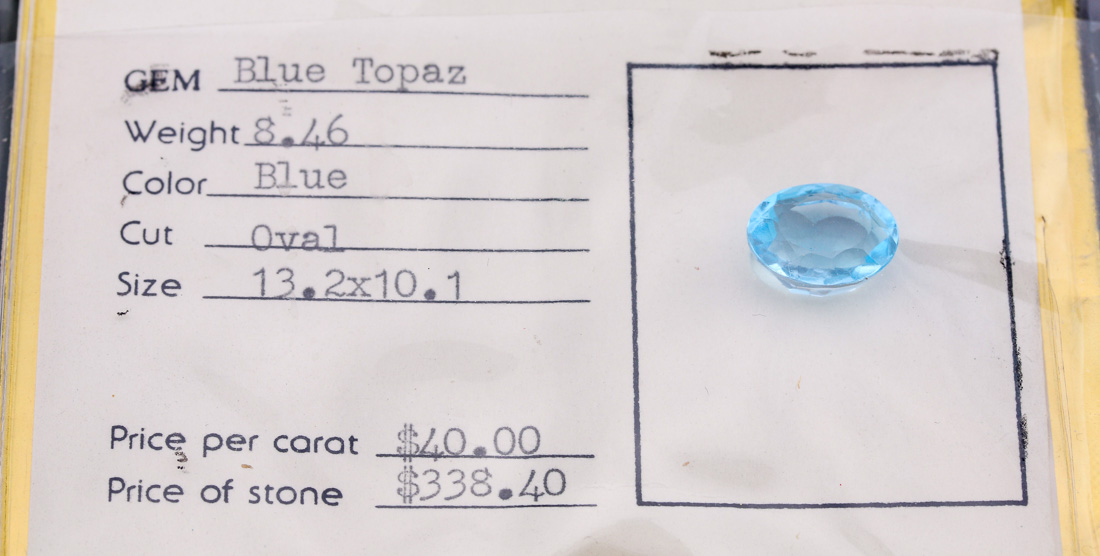 GEM Blue Topaz
Weight 8.46
Color Blue
Cut Oval
Size 13.2x10.1
Price per carat $40.00
Price of stone $338.40